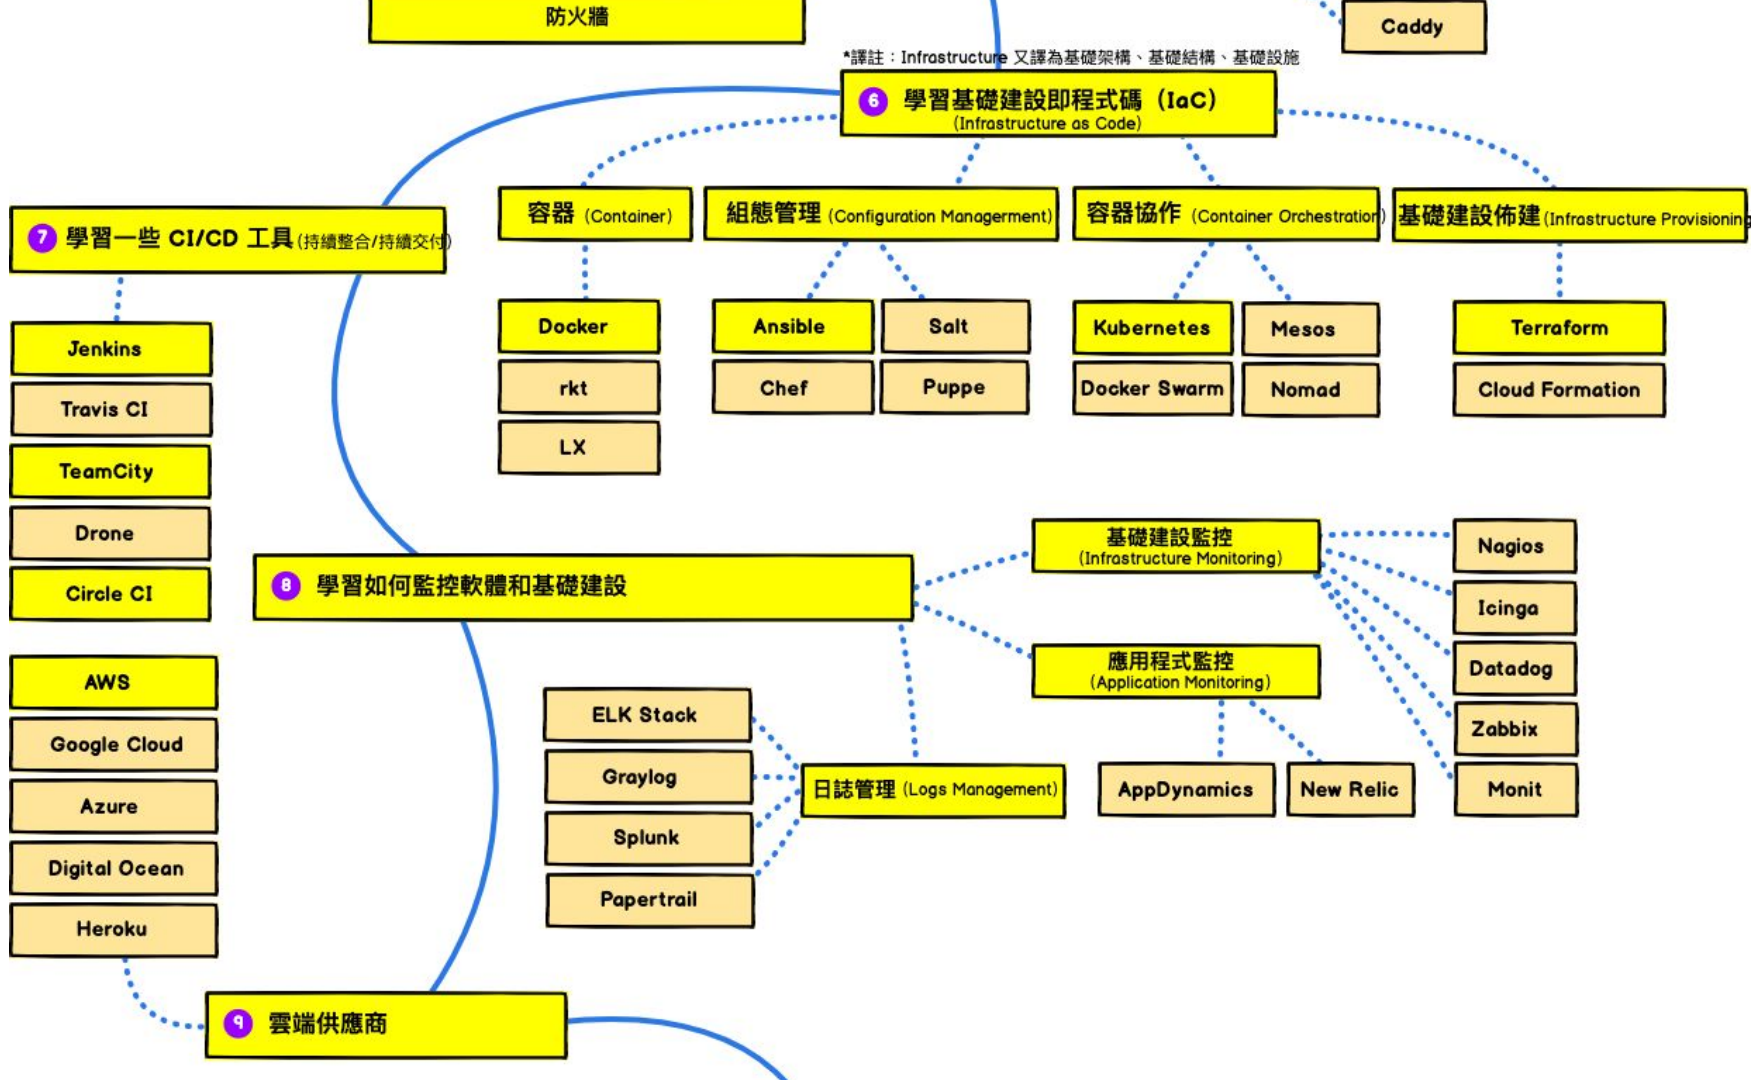 防火牆
Caddy
*譯註：Infrastructure 又譯為基礎架構、基礎結構、基礎設施
6 學習基礎建設即程式碼（IaC）
(Infrastructure as Code)
容器 (Container)
組態管理 (Configuration Managerment)
容器協作 (Container Orchestration)
基礎建設佈建 (Infrastructure Provisioning
7 學習一些 CI/CD 工具 (持續整合/持續交付)
Docker
rkt
LX
Ansible
Salt
Chef
Puppe
Kubernetes
Mesos
Docker Swarm
Nomad
Terraform
Cloud Formation
Jenkins
Travis CI
TeamCity
Drone
Circle CI
8 學習如何監控軟體和基礎建設
基礎建設監控
(Infrastructure Monitoring)
Nagios
Icinga
Datadog
Zabbix
Monit
應用程式監控
(Application Monitoring)
AppDynamics
New Relic
日誌管理 (Logs Management)
ELK Stack
Graylog
Splunk
Papertrail
AWS
Google Cloud
Azure
Digital Ocean
Heroku
9 雲端供應商